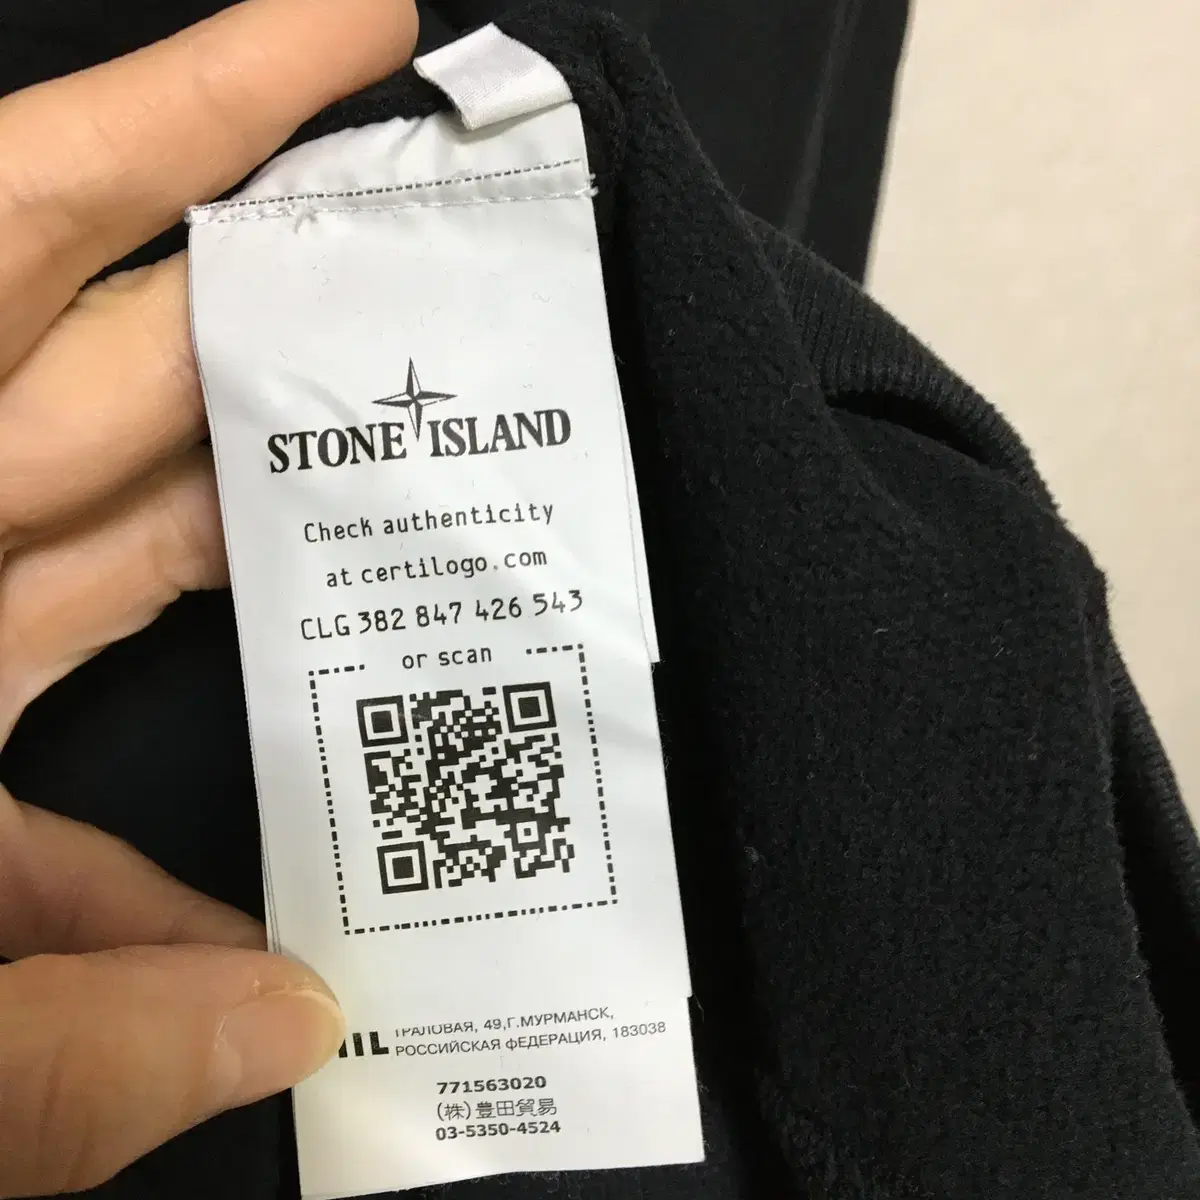 STONE ISLAND
Check authenticity
at certilogo.com
CLG 382 847 426 543
or scan
ТРАЛОВАЯ, 49,Г.МУРМАНСК,
РОССИЙСКАЯ ФЕДЕРАЦИЯ, 183038
771563020
(株)豊田貿易
03-5350-4524